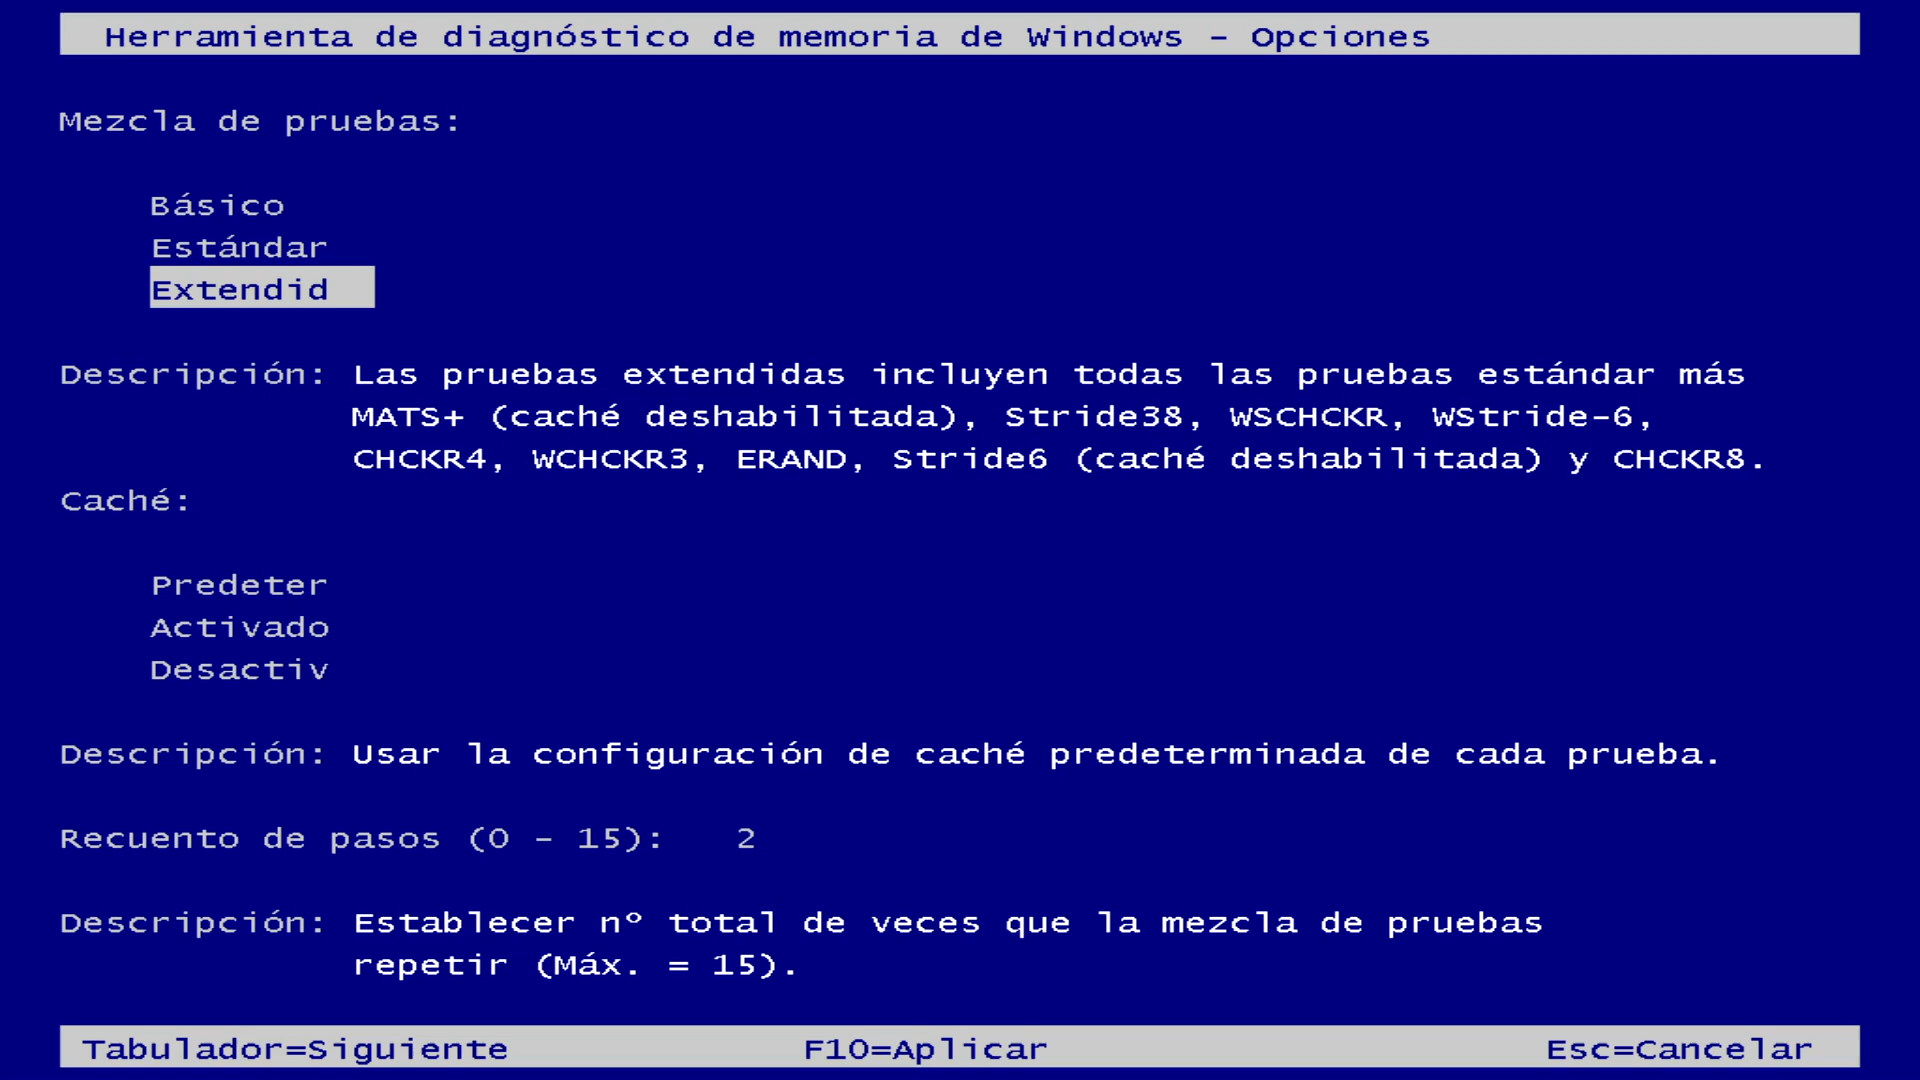 Herramienta de diagnóstico de memoria de Windows - Opciones
Mezcla de pruebas:
Básico
Estándar
Extendid
Descripción: Las pruebas extendidas incluyen todas las pruebas estándar más
MATS+ (caché deshabilitada), Stride38, WSCHCKR, WStride-6,
CHCKR4, WCHCKR3, ERAND, Stride6 (caché deshabilitada) y CHCKR8.
Caché:
Predeter
Activado
Desactiv
Descripción: Usar la configuración de caché predeterminada de cada prueba.
Recuento de pasos (0 - 15): 2
Descripción: Establecer nº total de veces que la mezcla de pruebas
repetir (Máx. = 15).
Tabulador=Siguiente F10=Aplicar Esc=Cancelar